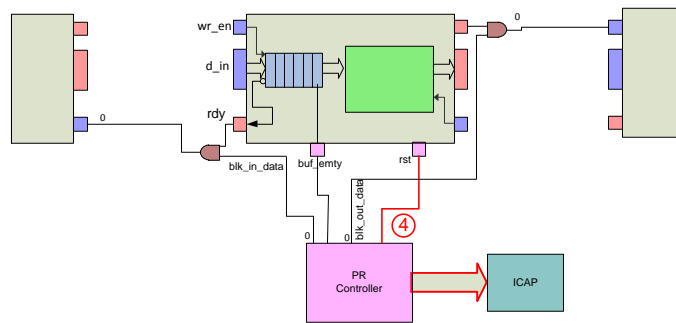 wr_en
0
d_in
rdy
0
blk_in_data
buf_emty
rst
blk_out_data
4
0
0
PR
Controller
ICAP